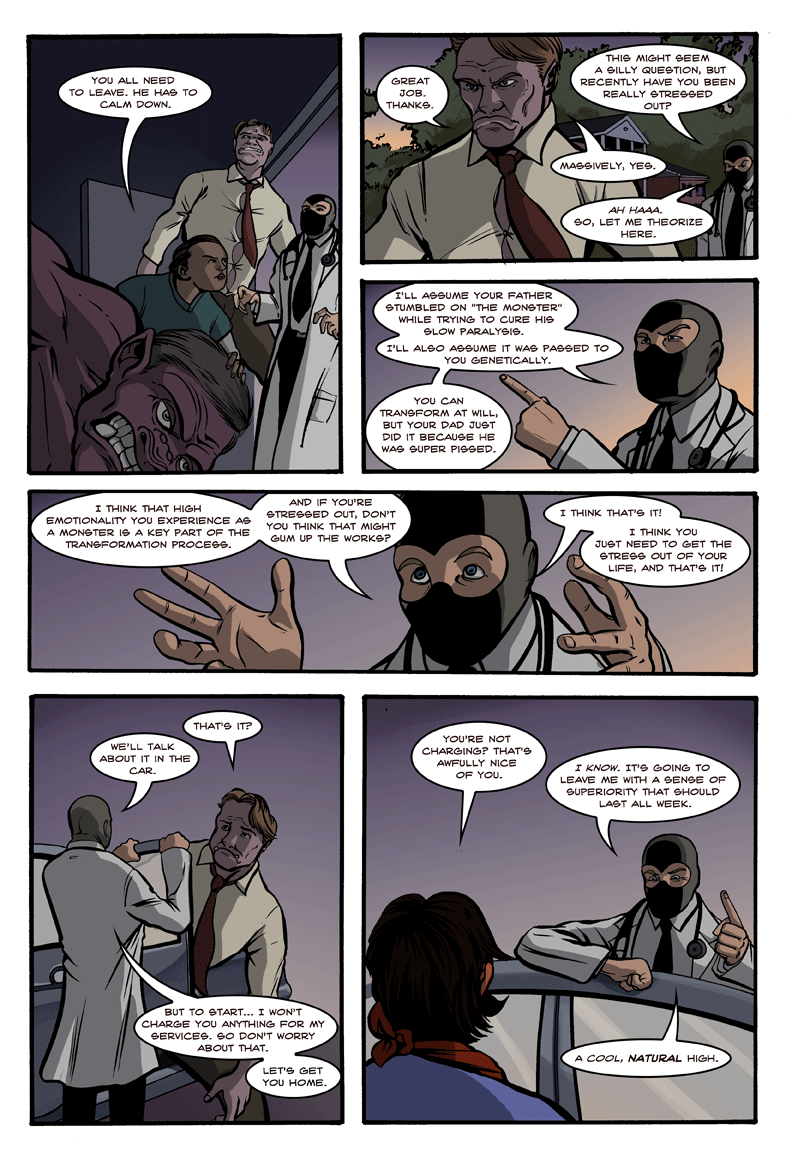 YOU ALL NEED
TO LEAVE. HE HAS TO
CALM DOWN.
GREAT
JOB.
THANKS.
THIS MIGHT SEEM
A SILLY QUESTION, BUT
RECENTLY HAVE YOU BEEN
REALLY STRESSED
OUT?
MASSIVELY, YES.
AH HAAA.
SO, LET ME THEORIZE
HERE.
I'LL ASSUME YOUR FATHER
STUMBLED ON "THE MONSTER"
WHILE TRYING TO CURE HIS
SLOW PARALYSIS.
I'LL ALSO ASSUME IT WAS PASSED TO
YOU GENETICALLY.
YOU CAN
TRANSFORM AT WILL,
BUT YOUR DAD JUST
DID IT BECAUSE HE
WAS SUPER PISSED.
I THINK THAT HIGH
EMOTIONALITY YOU EXPERIENCE AS
A MONSTER IS A KEY PART OF THE
TRANSFORMATION PROCESS.
AND IF YOU'RE
STRESSED OUT, DON'T
YOU THINK THAT MIGHT
GUM UP THE WORKS?
I THINK THAT'S IT!
I THINK YOU
JUST NEED TO GET THE
STRESS OUT OF YOUR
LIFE, AND THAT'S IT!
THAT'S IT?
WE'LL TALK
ABOUT IT IN THE
CAR.
BUT TO START... I WON'T
CHARGE YOU ANYTHING FOR MY
SERVICES. SO DON'T WORRY
ABOUT THAT.
LET'S GET
YOU HOME.
YOU'RE NOT
CHARGING? THAT'S
AWFULLY NICE
OF YOU.
I KNOW. IT'S GOING TO
LEAVE ME WITH A SENSE OF
SUPERIORITY THAT SHOULD
LAST ALL WEEK.
A COOL, NATURAL HIGH.